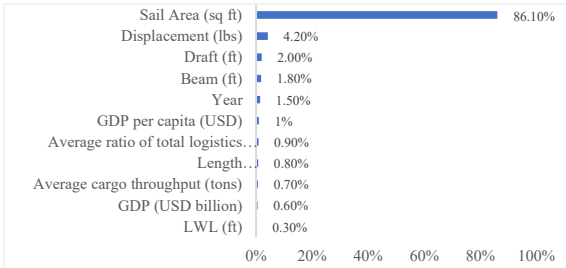 Sail Area (sq ft) 86.10%
Displacement (lbs) 4.20%
Draft (ft) 2.00%
Beam (ft) 1.80%
Year 1.50%
GDP per capita (USD) 1%
Average ratio of total logistics… 0.90%
Length… 0.80%
Average cargo throughput (tons) 0.70%
GDP (USD billion) 0.60%
LWL (ft) 0.30%
0% 20% 40% 60% 80% 100%